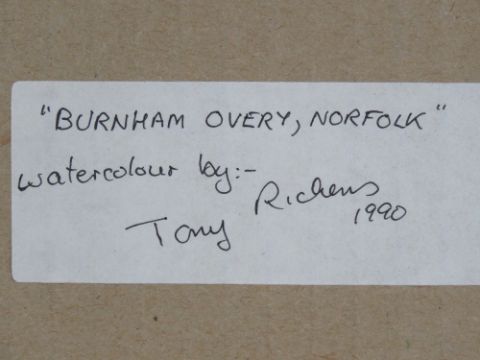 "BURNHAM OVERY, NORFOLK"
watercolour by:-
Tony Richens
1990